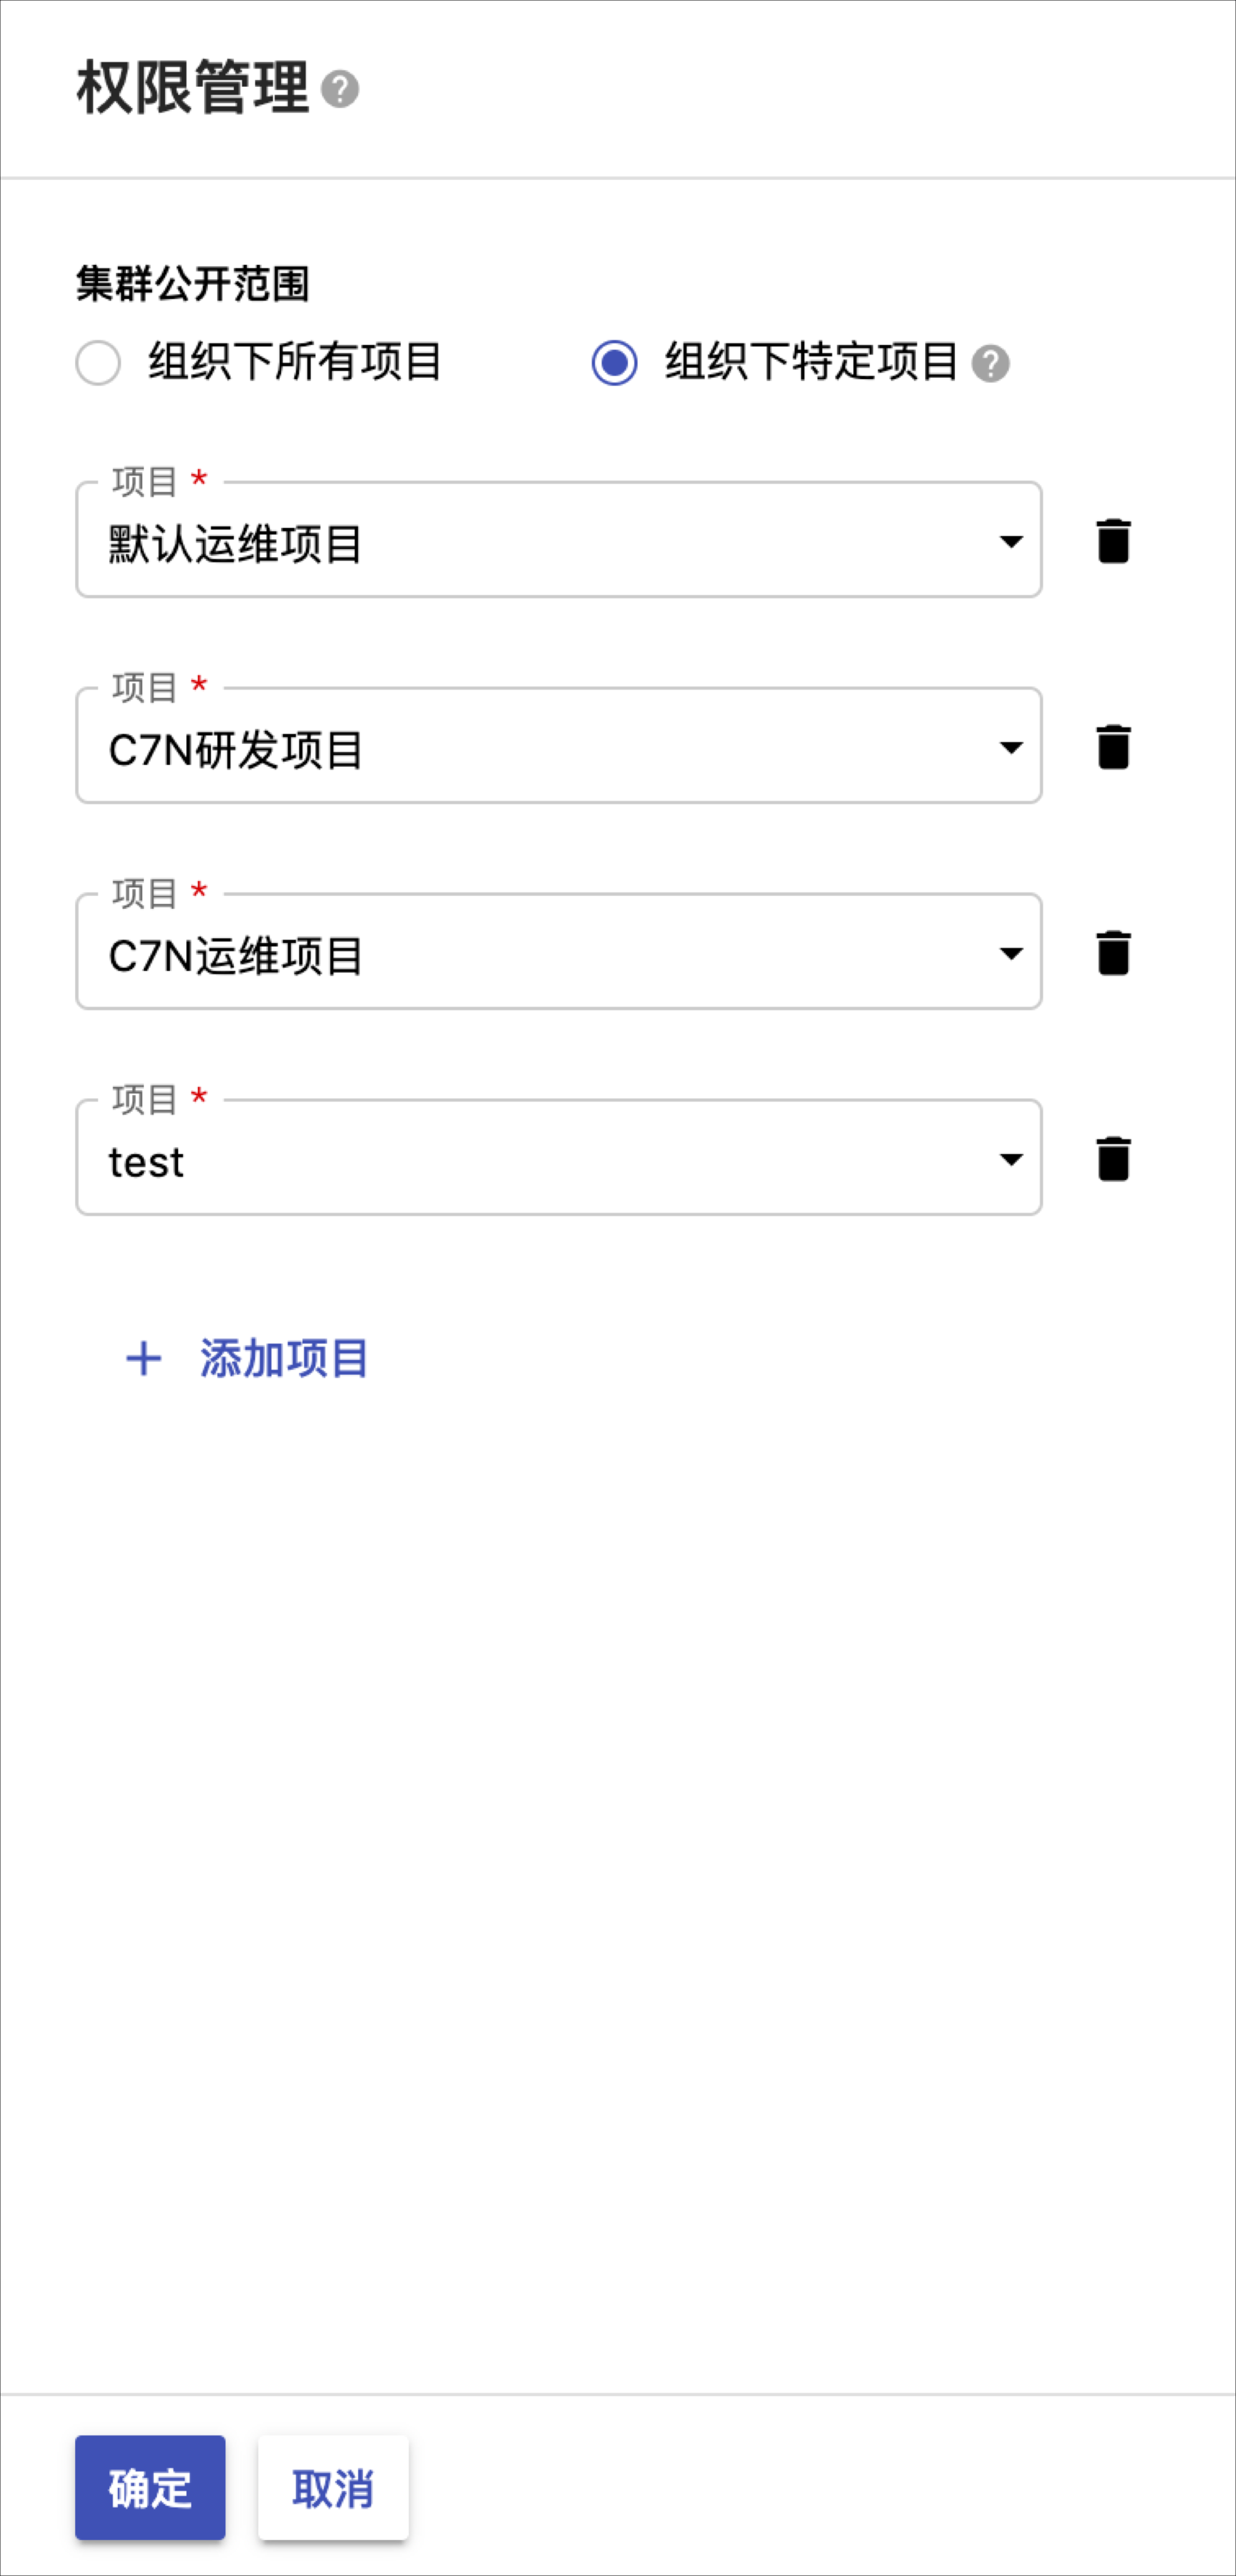 权限管理 ?
集群公开范围
组织下所有项目 组织下特定项目 ?
项目 *
默认运维项目
项目 *
C7N研发项目
项目 *
C7N运维项目
项目 *
test
+ 添加项目
确定 取消